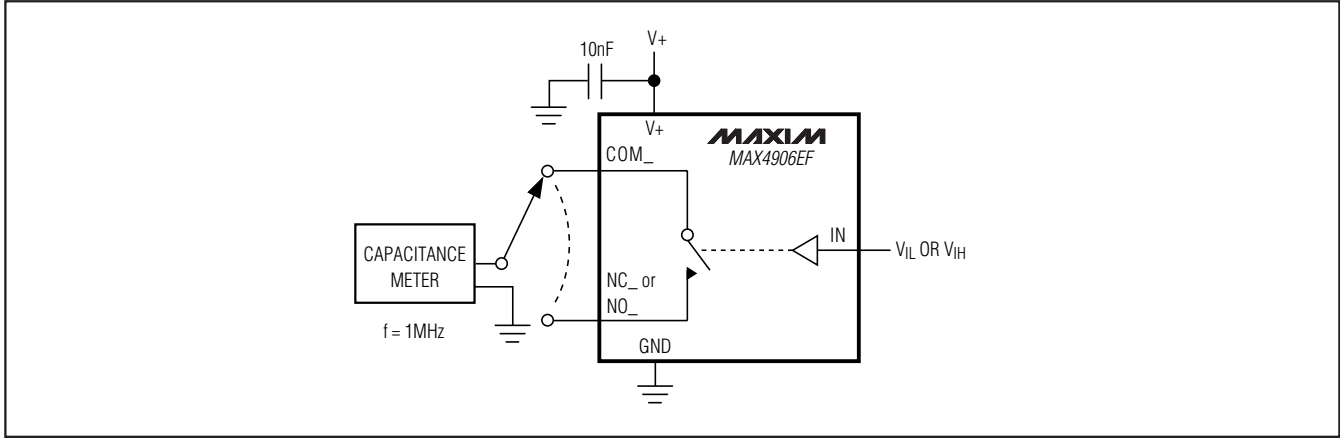 V+
10nF
V+
MAXIM
MAX4906EF
COM_
IN
VIL OR VIH
CAPACITANCE
METER
NC_ or
NO_
f = 1MHz
GND